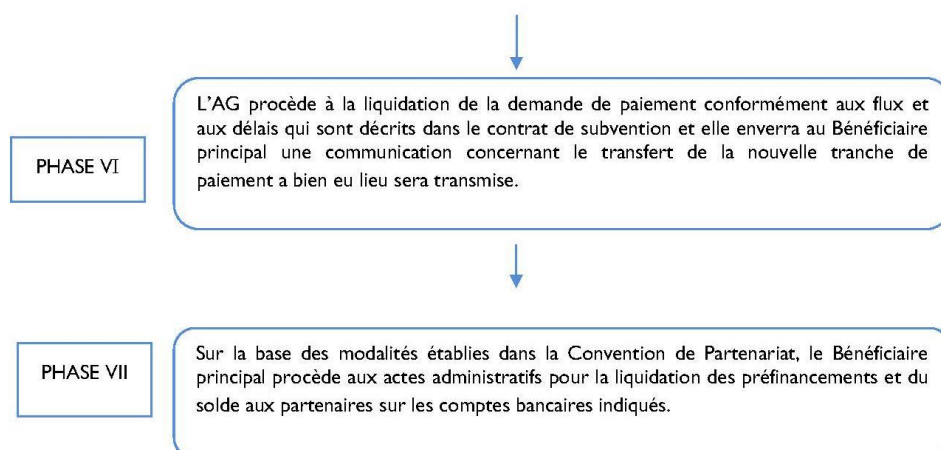 PHASE VI
L'AG procède à la liquidation de la demande de paiement conformément aux flux et
aux délais qui sont décrits dans le contrat de subvention et elle enverra au Bénéficiaire
principal une communication concernant le transfert de la nouvelle tranche de
paiement a bien eu lieu sera transmise.
PHASE VII
Sur la base des modalités établies dans la Convention de Partenariat, le Bénéficiaire
principal procède aux actes administratifs pour la liquidation des préfinancements et du
solde aux partenaires sur les comptes bancaires indiqués.